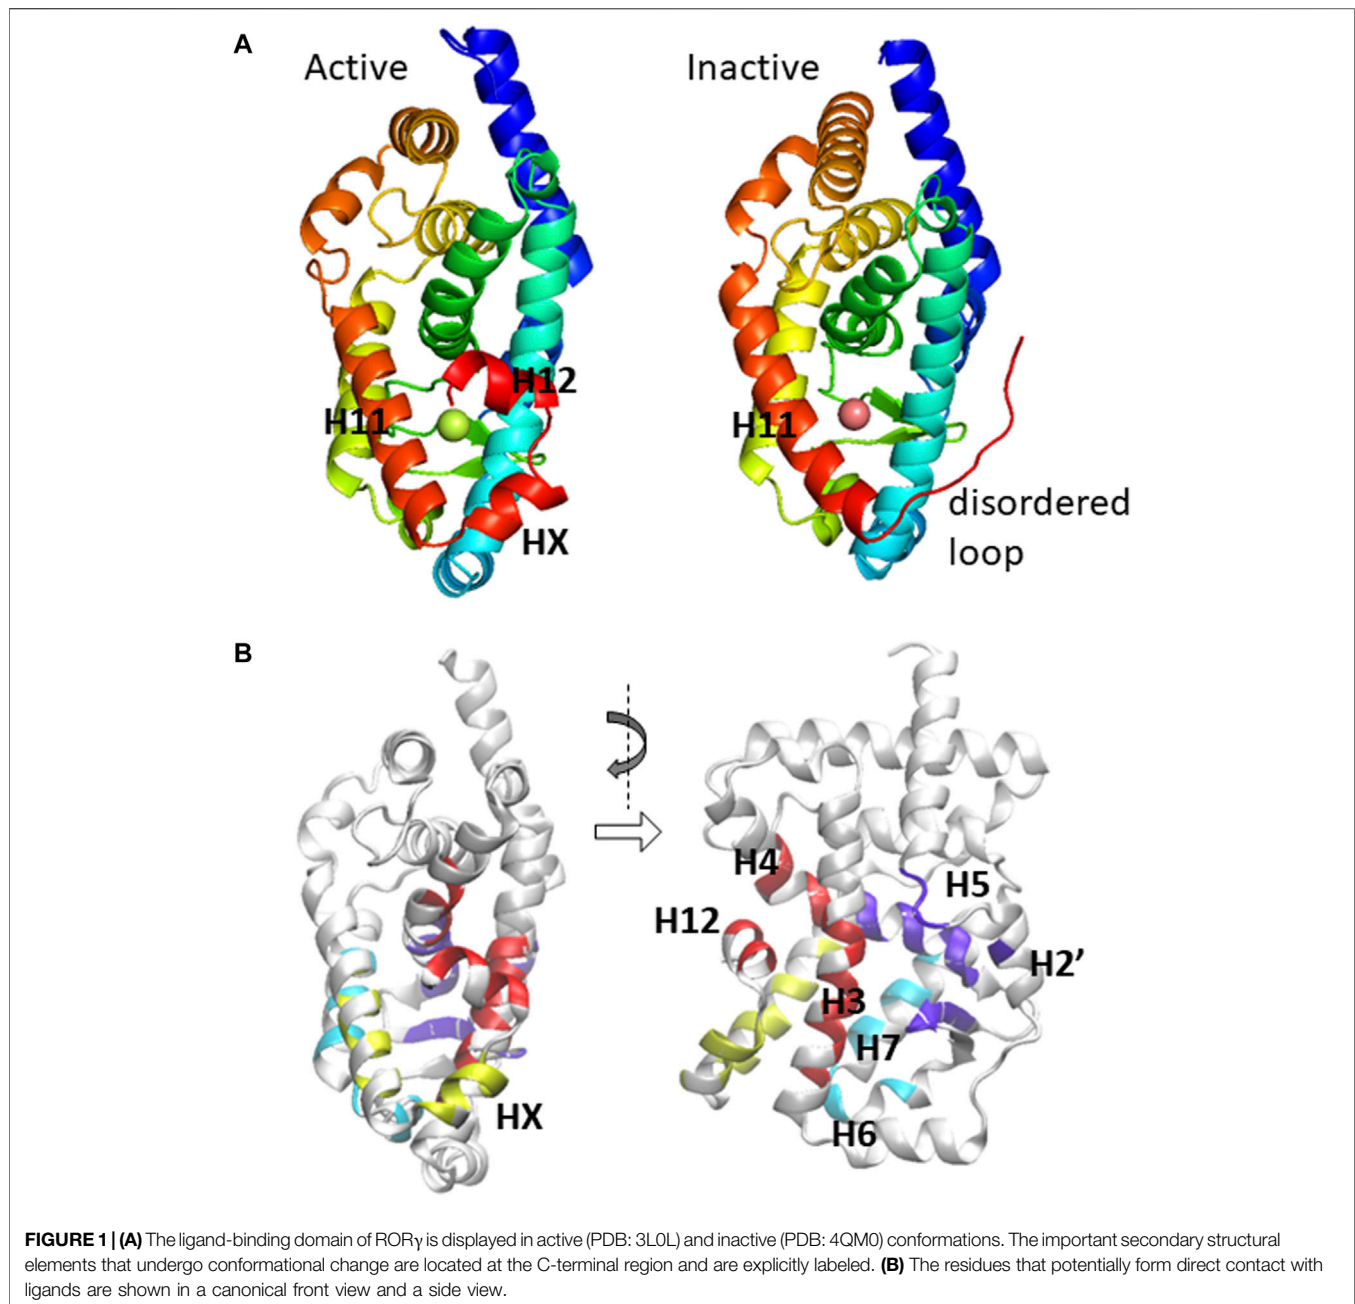 A
Active
Inactive
H12
H11
H11
HX
disordered
loop
B
H4
H5
H12
H2’
H3
H7
HX
H6
FIGURE 1 | (A) The ligand-binding domain of RORγ is displayed in active (PDB: 3L0L) and inactive (PDB: 4QM0) conformations. The important secondary structural
elements that undergo conformational change are located at the C-terminal region and are explicitly labeled. (B) The residues that potentially form direct contact with
ligands are shown in a canonical front view and a side view.